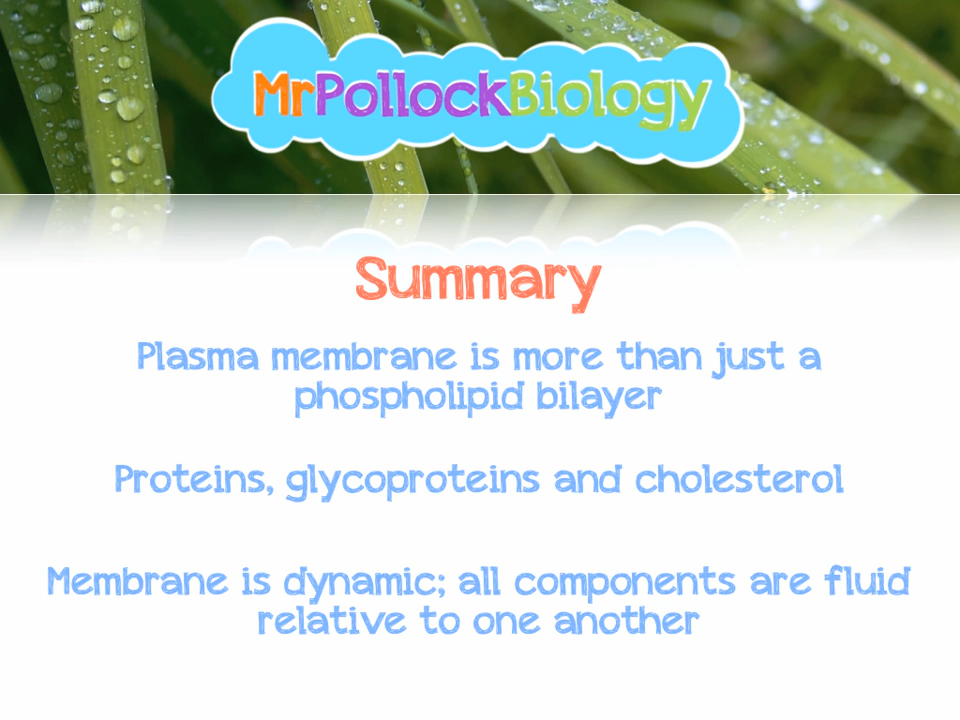 MrPollockBiology
Summary
Plasma membrane is more than just a
phospholipid bilayer
Proteins, glycoproteins and cholesterol
Membrane is dynamic; all components are fluid
relative to one another